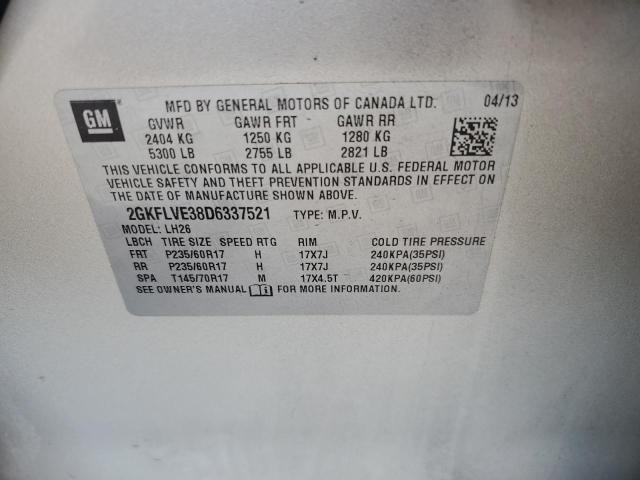 GM
MFD BY GENERAL MOTORS OF CANADA LTD. 04/13
GVWR GAWR FRT GAWR RR
2404 KG 1250 KG 1280 KG
5300 LB 2755 LB 2821 LB
THIS VEHICLE CONFORMS TO ALL APPLICABLE U.S. FEDERAL MOTOR
VEHICLE SAFETY AND THEFT PREVENTION STANDARDS IN EFFECT ON
THE DATE OF MANUFACTURE SHOWN ABOVE.
2GKFLVE38D6337521 TYPE: M.P.V.
MODEL: LH26
LBCH TIRE SIZE SPEED RTG RIM COLD TIRE PRESSURE
FRT P235/60R17 H 17X7J 240KPA(35PSI)
RR P235/60R17 H 17X7J 240KPA(35PSI)
SPA T145/70R17 M 17X4.5T 420KPA(60PSI)
SEE OWNER'S MANUAL FOR MORE INFORMATION.